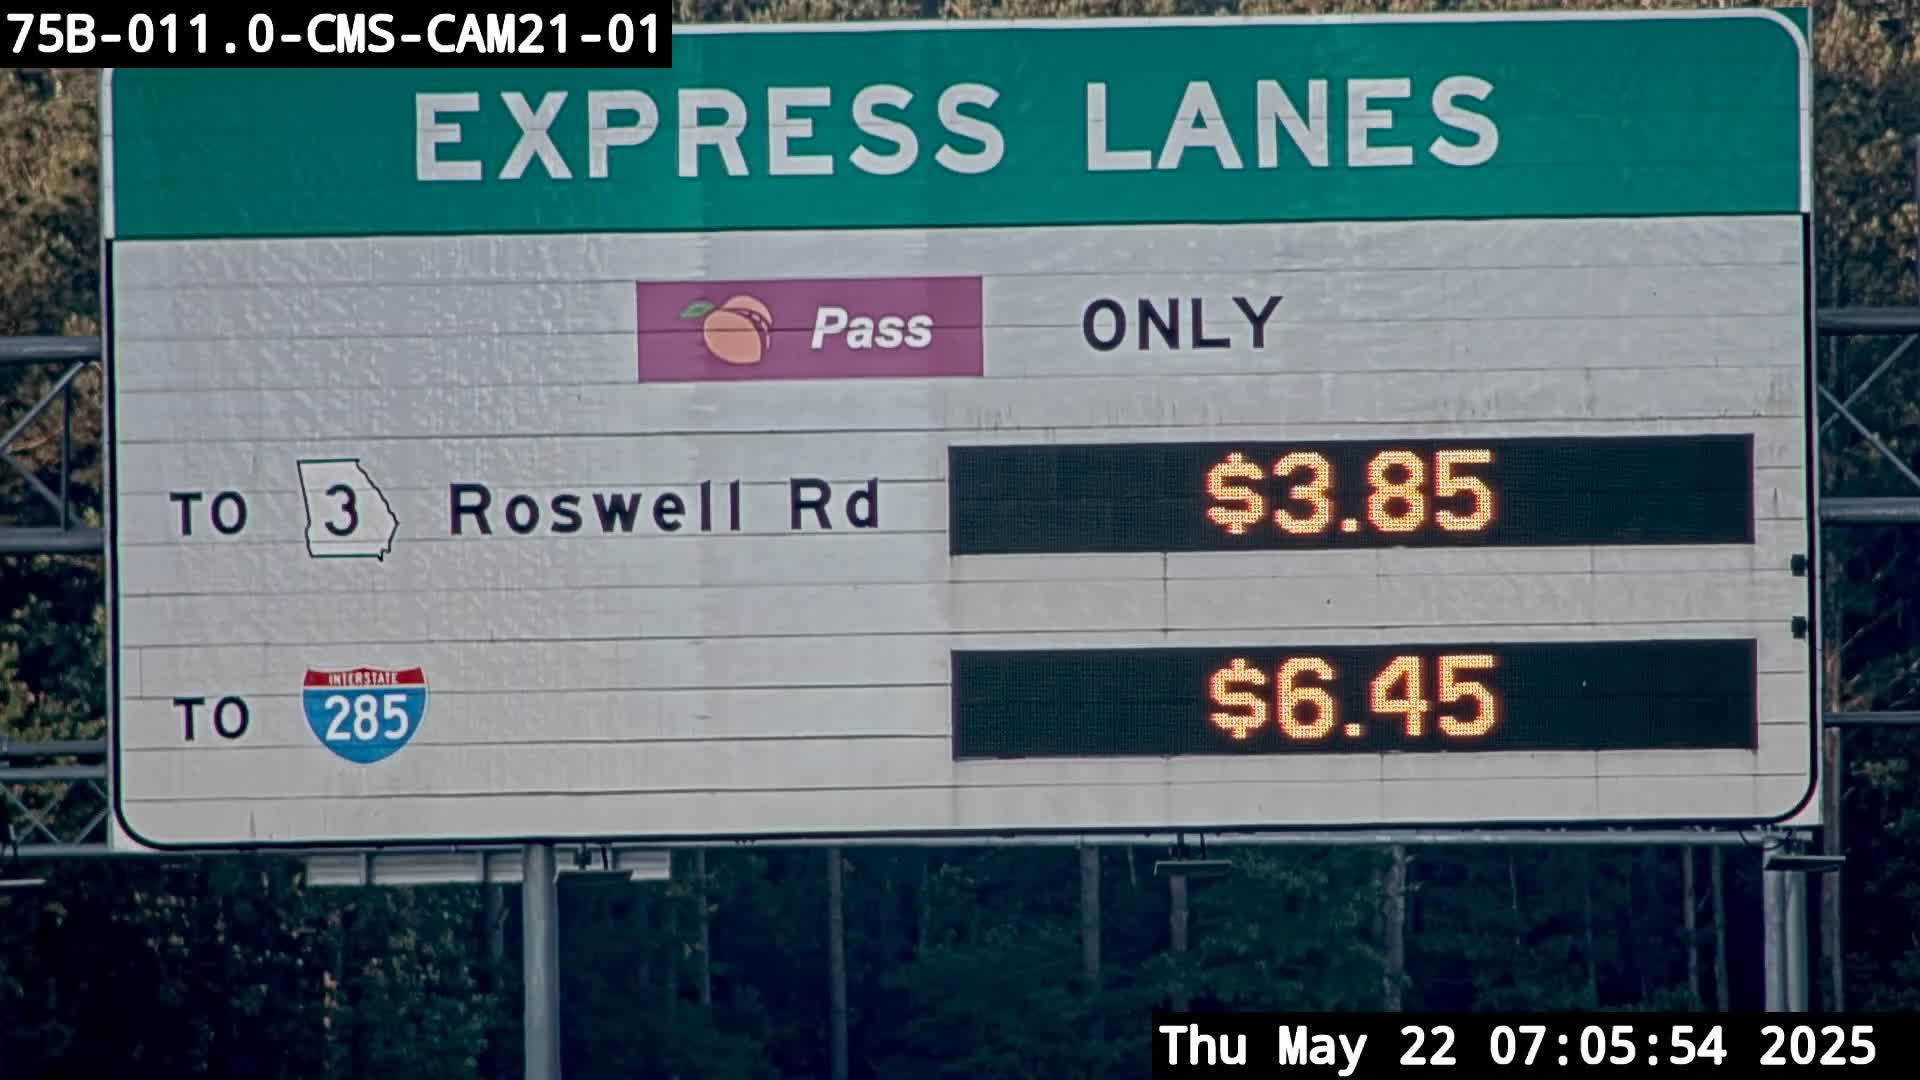 75B-011.0-CMS-CAM21-01
EXPRESS LANES
Pass ONLY
TO 3 Roswell Rd $3.85
TO INTERSTATE 285 $6.45
Thu May 22 07:05:54 2025